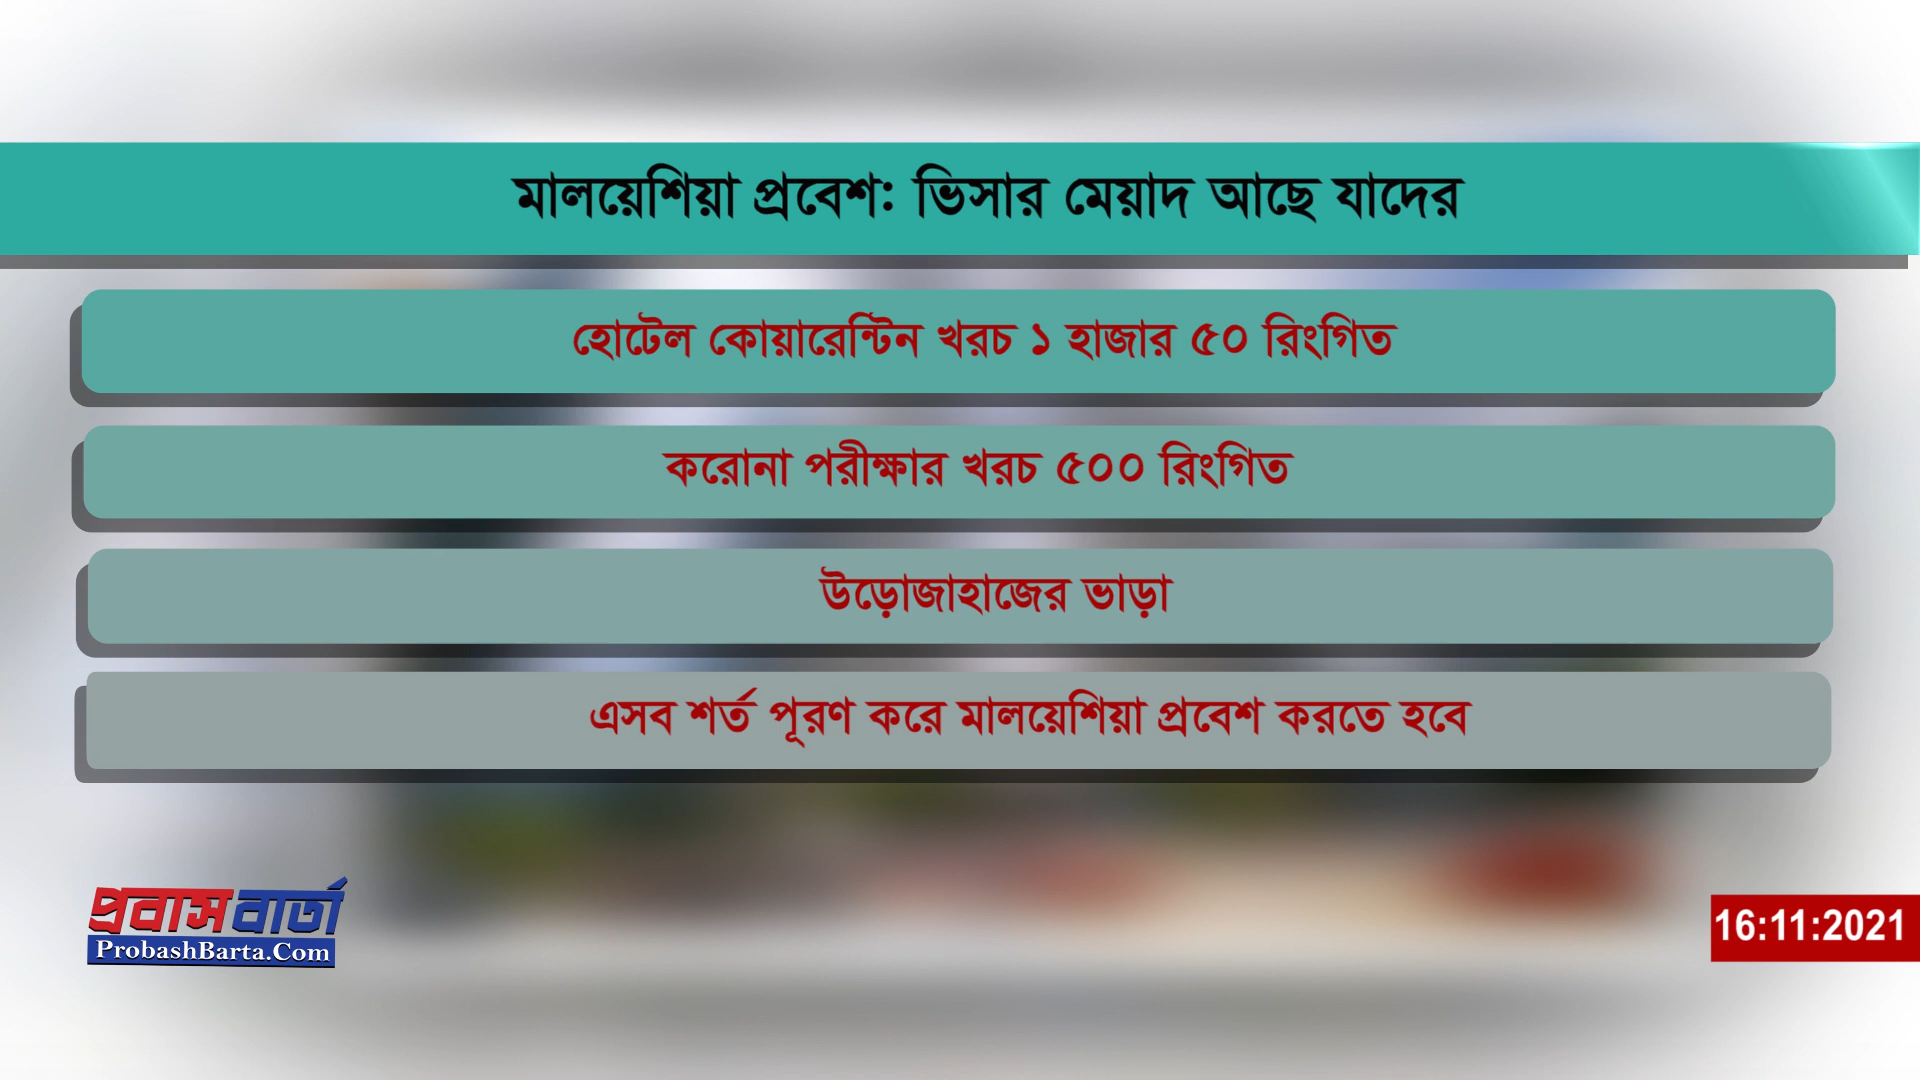 মালয়েশিয়া প্রবেশ: ভিসার মেয়াদ আছে যাদের
হোটেল কোয়ারেন্টিন খরচ ১ হাজার ৫০ রিংগিত
করোনা পরীক্ষার খরচ ৫০০ রিংগিত
উড়োজাহাজের ভাড়া
এসব শর্ত পূরণ করে মালয়েশিয়া প্রবেশ করতে হবে
প্রবাস বার্তা
ProbashBarta.Com
16:11:2021